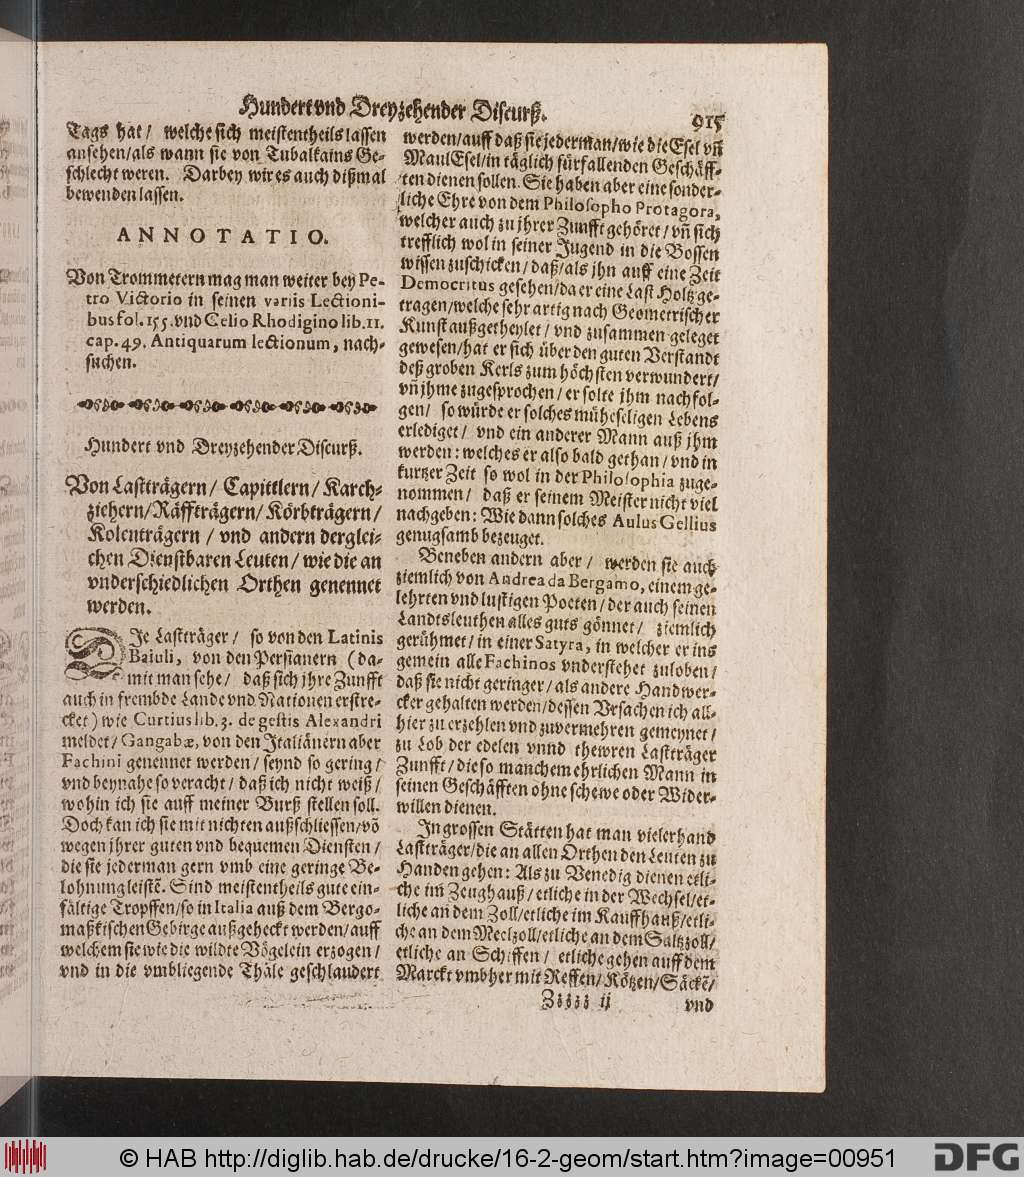 Hundert vnd Dreyzehender Discurß.
915
Tags hat / welche sich meistentheils lassen
ansehen/als wann sie von Tubalkains Ge-
schlecht weren. Darbey wir es auch dißmal
bewenden lassen.
ANNOTATIO.
Von Trommetern mag man weiter bey Pe-
tro Victorio in seinen variis Lectioni-
bus fol. 155. vnd Celio Rhodigino lib. 11.
cap. 49. Antiquarum lectionum, nach-
suchen.
Hundert vnd Dreyzehender Discurß.
Von Lastträgern / Capittlern / Karch-
ziehern/Räffträgern/ Körbträgern/
Kolenträgern / vnd andern derglei-
chen Dienstbaren Leuten / wie die an
vnderschiedlichen Orthen genennet
werden.
DIe Lastträger / so von den Latinis
Baiuli, von den Persianern (da-
mit man sehe / daß sich jhre Zunfft
auch in frembde Lande vnd Nationen erstre-
cket) wie Curtius lib. 3. de gestis Alexandri
meldet/ Gangabæ, von den Italiänern aber
Fachini genennet werden / seynd so gering /
vnd beynahe so veracht / daß ich nicht weiß /
wohin ich sie auff meiner Burß stellen soll.
Doch kan ich sie mit nichten außschliessen/ võ
wegen jhrer guten vnd bequemen Diensten /
die sie jederman gern vmb eine geringe Be-
lohnung leistẽ. Sind meistentheils gute ein-
fältige Tropffen/so in Italia auß dem Bergo-
maßkischen Gebirge außgeheckt werden/auff
welchem sie wie die wildte Vögelein erzogen /
vnd in die vmbliegende Thäle geschlaudert
werden/auff daß sie jederman/wie die Esel vñ
MaulEsel/in täglich fürfallenden Geschäff-
ten dienen sollen. Sie haben aber eine sonder-
liche Ehre von dem Philosopho Protagora,
welcher auch zu jhrer Zunfft gehöret / vñ sich
trefflich wol in seiner Jugend in die Bossen
wissen zuschicken / daß/als jhn auff eine Zeit
Democritus gesehen/da er eine Last Holtz ge-
tragen/welche sehr artig nach Geometrischer
Kunst außgetheylet / vnd zusammen geleget
gewesen/hat er sich über den guten Verstandt
deß groben Kerls zum höchsten verwundert/
vñ jhme zugesprochen / er solte jhm nachfol-
gen/ so würde er solches müheseligen Lebens
erlediget / vnd ein anderer Mann auß jhm
werden : welches er also bald gethan / vnd in
kurtzer Zeit so wol in der Philosophia zuge-
nommen / daß er seinem Meister nicht viel
nachgeben: Wie dann solches Aulus Gellius
genugsamb bezeuget.
Beneben andern aber / werden sie auch
ziemlich von Andrea da Bergamo, einem ge-
lehrten vnd lustigen Poeten / der auch seinen
Landtsleuthen alles guts gönnet / ziemlich
gerühmet / in einer Satyra, in welcher er ins
gemein alle Fachinos vnderstehet zuloben /
daß sie nicht geringer / als andere Handwer-
cker gehalten werden/dessen Vrsachen ich all-
hier zu erzehlen vnd zuvermehren gemeynet /
zu Lob der edelen vnnd thewren Lastträger
Zunfft / die so manchem ehrlichen Mann in
seinen Geschäfften ohne schewe oder Wider-
willen dienen.
In grossen Stätten hat man vielerhand
Lastträger/die an allen Orthen den Leuten zu
Handen gehen : Als zu Venedig dienen etli-
che im Zeughauß / etliche in der Wechsel/et-
liche an dem Zoll/etliche im Kauffhauß/etli-
che an dem Meelzoll/etliche an dem Saltzzoll/
etliche an Schiffen / etliche gehen auff dem
Marckt vmbher mit Reffen/Kötzen/Säckẽ/
Zzzzz ij
vnd
© HAB http://diglib.hab.de/drucke/16-2-geom/start.htm?image=00951
DFG